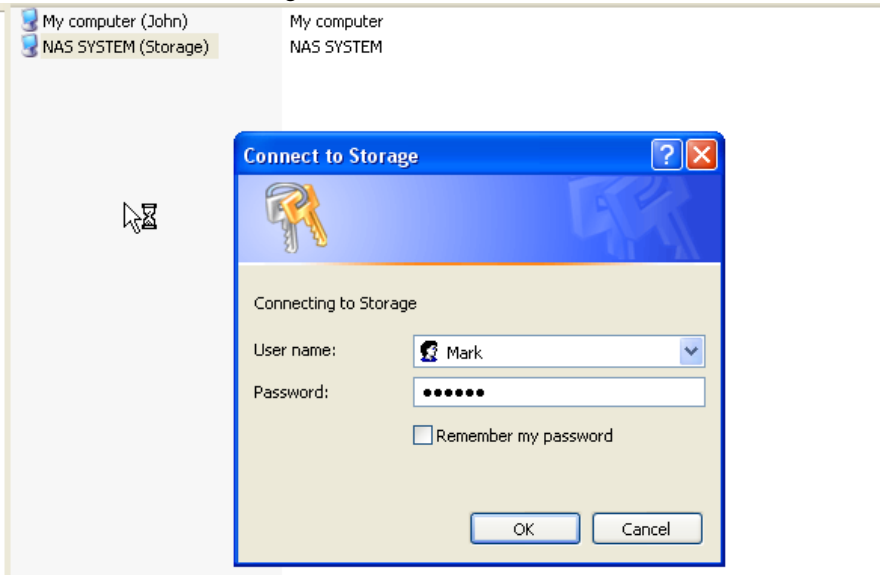 My computer (John) My computer
NAS SYSTEM (Storage) NAS SYSTEM
Connect to Storage
Connecting to Storage
User name: Mark
Password: ●●●●●●
Remember my password
OK Cancel